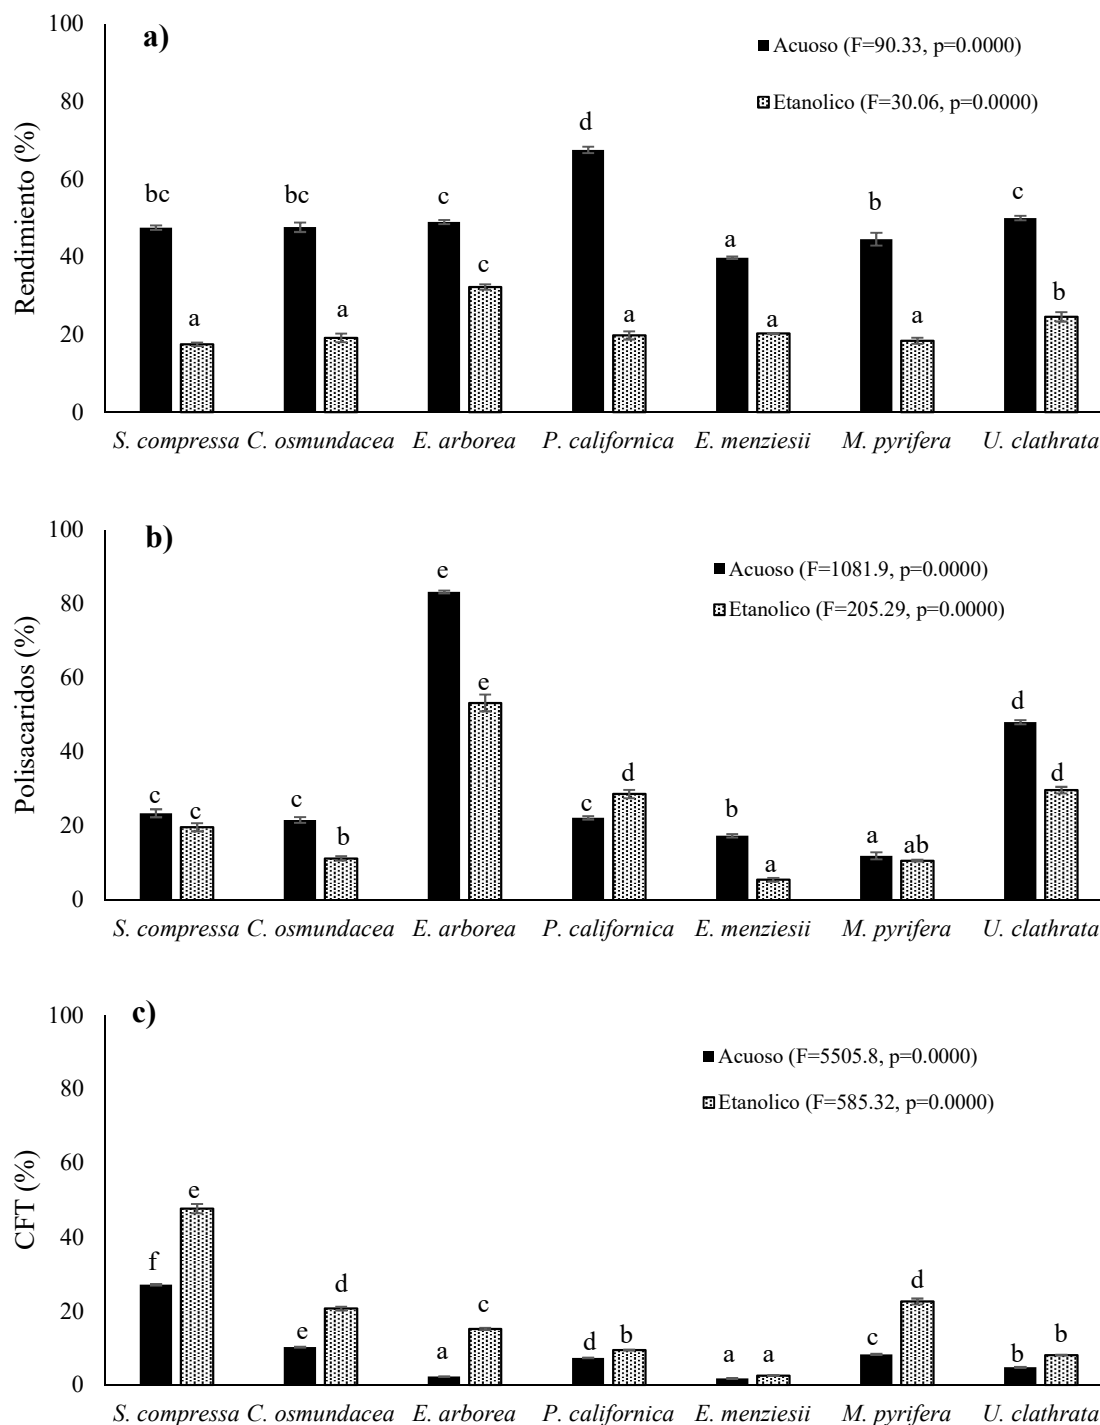 a)
Acuoso (F=90.33, p=0.0000)
Etanolico (F=30.06, p=0.0000)
Rendimiento (%)
100
80
60
40
20
0
bc
a
bc
a
c
c
d
a
a
a
b
a
c
b
S. compressa C. osmundacea E. arborea P. californica E. menziesii M. pyrifera U. clathrata
b)
Acuoso (F=1081.9, p=0.0000)
Etanolico (F=205.29, p=0.0000)
Polisacaridos (%)
100
80
60
40
20
0
c
c
c
b
e
e
c
d
b
a
a
ab
d
d
S. compressa C. osmundacea E. arborea P. californica E. menziesii M. pyrifera U. clathrata
c)
Acuoso (F=5505.8, p=0.0000)
Etanolico (F=585.32, p=0.0000)
CFT (%)
100
80
60
40
20
0
f
e
e
d
a
c
d
b
a
a
c
d
b
b
S. compressa C. osmundacea E. arborea P. californica E. menziesii M. pyrifera U. clathrata